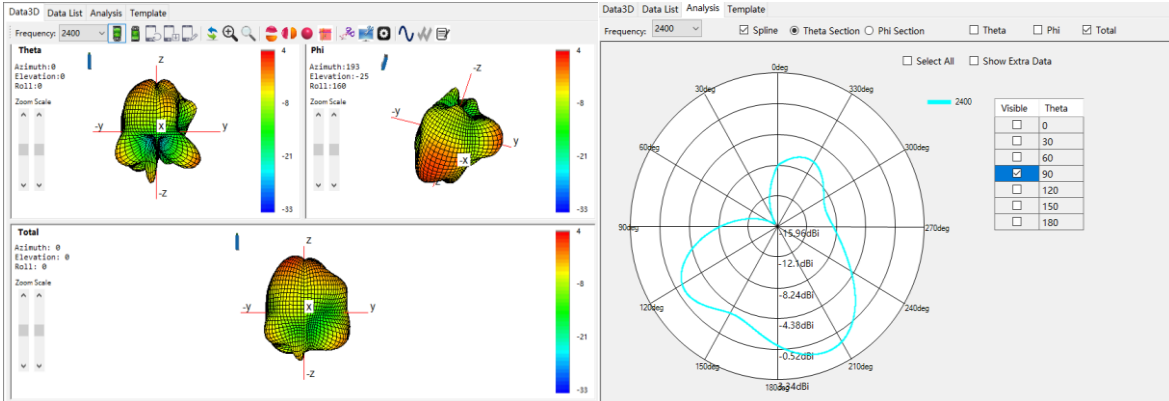 Data3D Data List Analysis Template
Frequency: 2400
Theta
Azimuth:0
Elevation:0
Roll:0
Zoom Scale
z
-y
x
y
-z
4
-8
-21
-33
Phi
Azimuth:193
Elevation:-25
Roll:160
Zoom Scale
-z
-y
y
-x
z
4
-8
-21
-33
Total
Azimuth: 0
Elevation: 0
Roll: 0
Zoom Scale
z
-y
x
y
-z
4
-8
-21
-33
Data3D Data List Analysis Template
Frequency: 2400 Spline Theta Section Phi Section Theta Phi Total
Select All Show Extra Data
2400
0deg
30deg
330deg
60deg
300deg
90deg
270deg
120deg
240deg
150deg
210deg
180deg
-15.96dBi
-12.1dBi
-8.24dBi
-4.38dBi
-0.52dBi
3.34dBi
Visible Theta
0
30
60
90
120
150
180